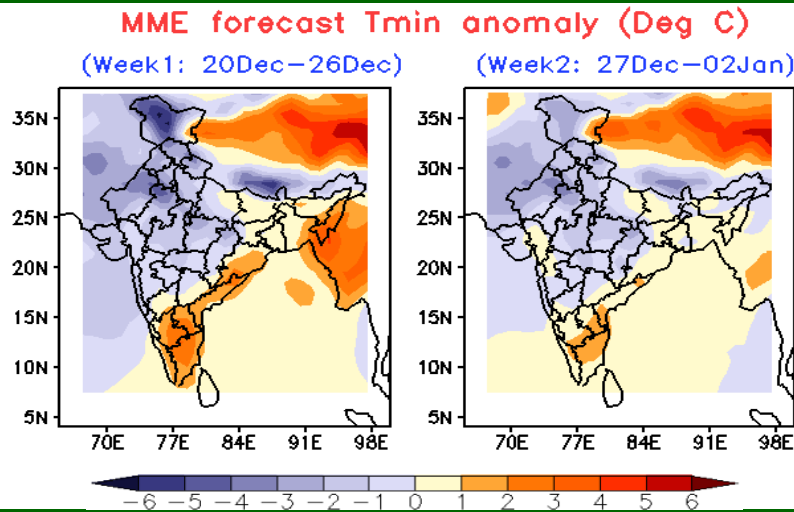 MME forecast Tmin anomaly (Deg C)
(Week1: 20Dec−26Dec)
(Week2: 27Dec−02Jan)
35N
30N
25N
20N
15N
10N
5N
70E 77E 84E 91E 98E
35N
30N
25N
20N
15N
10N
5N
70E 77E 84E 91E 98E
−6 −5 −4 −3 −2 −1 0 1 2 3 4 5 6